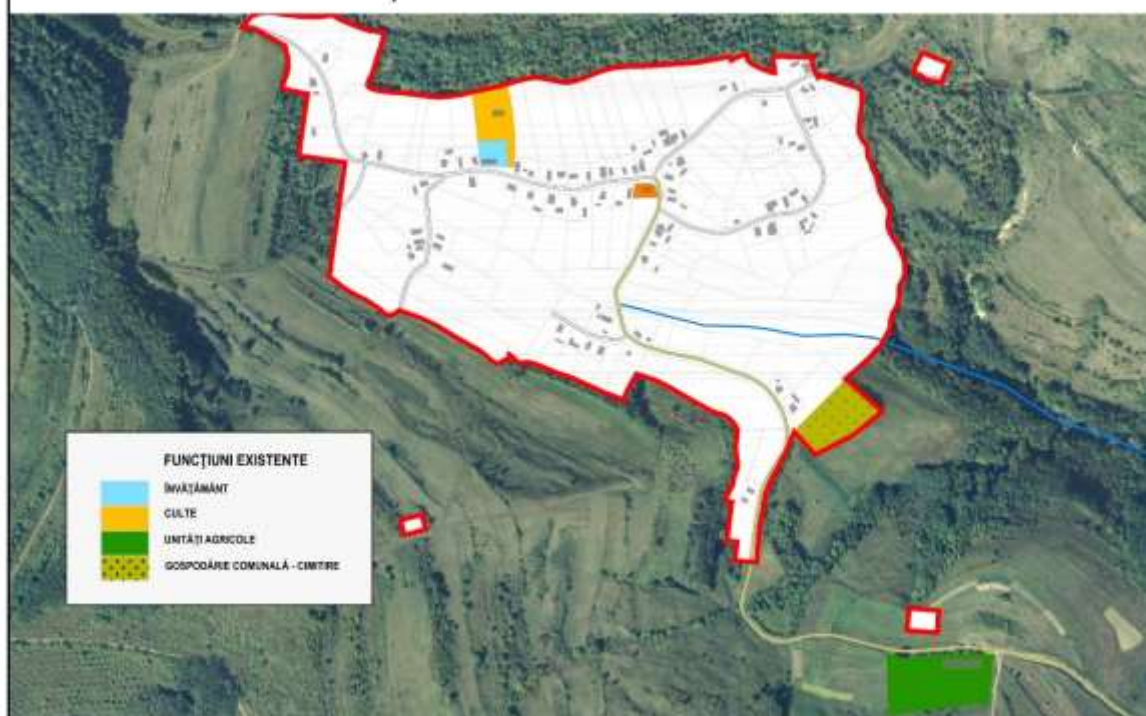 FUNCŢIUNI EXISTENTE
ÎNVĂŢĂMÂNT
CULTE
UNITĂŢI AGRICOLE
GOSPODĂRIE COMUNALĂ - CIMITIRE